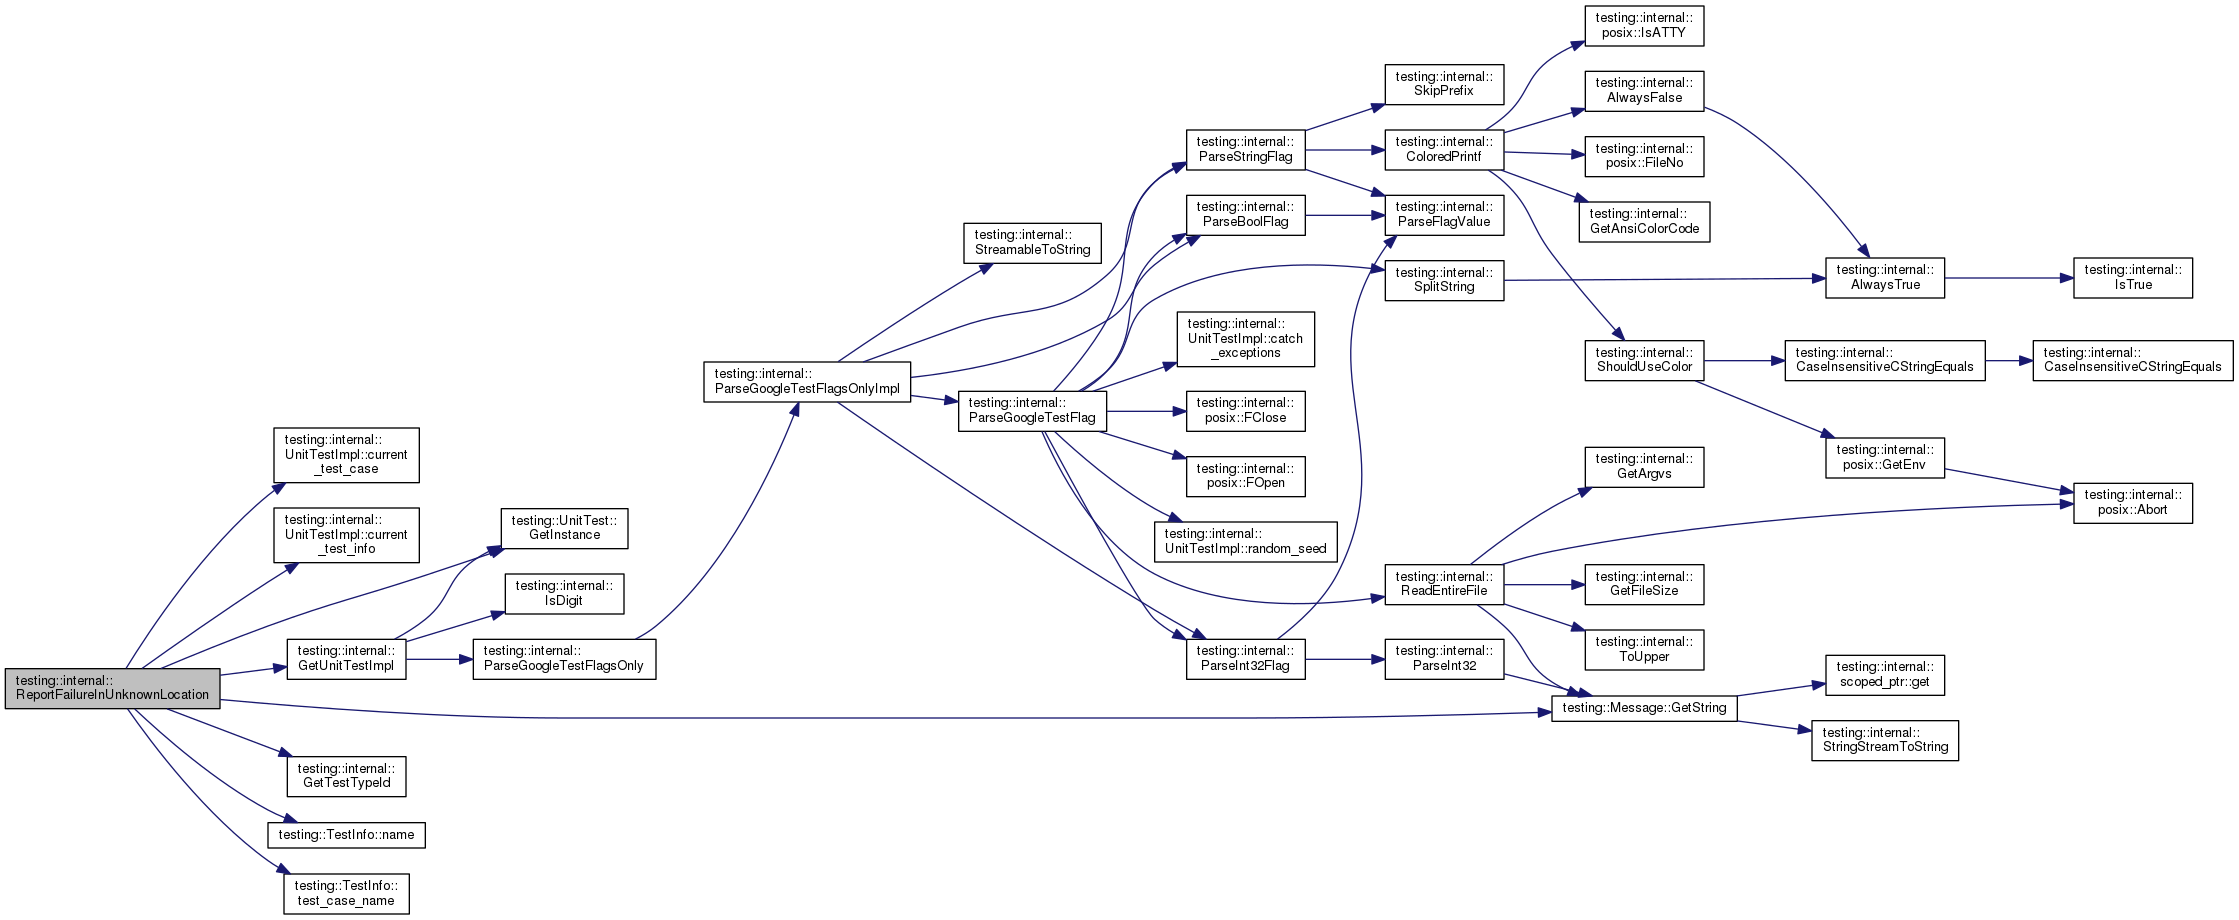 testing::internal::
ReportFailureInUnknownLocation
testing::internal::
UnitTestImpl::current
_test_case
testing::internal::
UnitTestImpl::current
_test_info
testing::UnitTest::
GetInstance
testing::internal::
IsDigit
testing::internal::
GetUnitTestImpl
testing::internal::
ParseGoogleTestFlagsOnly
testing::internal::
GetTestTypeId
testing::TestInfo::name
testing::TestInfo::
test_case_name
testing::internal::
ParseGoogleTestFlagsOnlyImpl
testing::internal::
StreamableToString
testing::internal::
ParseGoogleTestFlag
testing::internal::
ParseStringFlag
testing::internal::
ParseBoolFlag
testing::internal::
UnitTestImpl::catch
_exceptions
testing::internal::
posix::FClose
testing::internal::
posix::FOpen
testing::internal::
UnitTestImpl::random_seed
testing::internal::
ParseInt32Flag
testing::internal::
SkipPrefix
testing::internal::
ColoredPrintf
testing::internal::
ParseFlagValue
testing::internal::
SplitString
testing::internal::
ReadEntireFile
testing::internal::
ParseInt32
testing::internal::
posix::IsATTY
testing::internal::
AlwaysFalse
testing::internal::
posix::FileNo
testing::internal::
GetAnsiColorCode
testing::internal::
ShouldUseColor
testing::internal::
GetArgvs
testing::internal::
GetFileSize
testing::internal::
ToUpper
testing::Message::GetString
testing::internal::
AlwaysTrue
testing::internal::
CaseInsensitiveCStringEquals
testing::internal::
posix::GetEnv
testing::internal::
scoped_ptr::get
testing::internal::
StringStreamToString
testing::internal::
IsTrue
testing::internal::
CaseInsensitiveCStringEquals
testing::internal::
posix::Abort